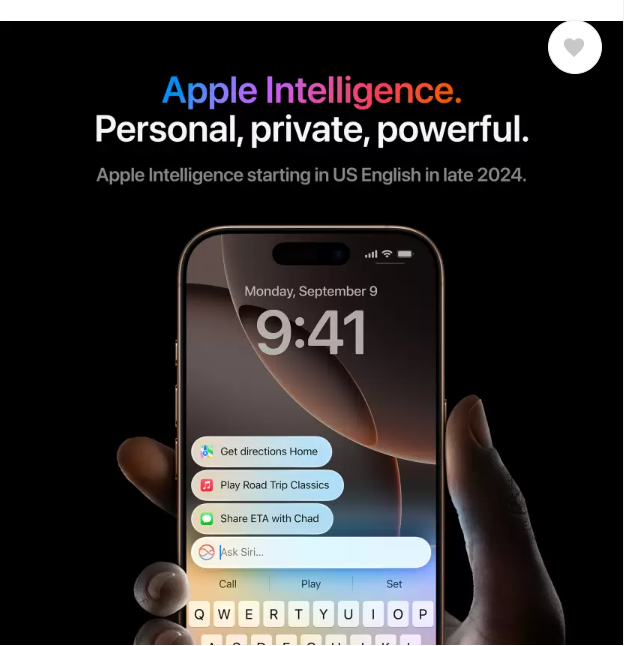 Apple Intelligence.
Personal, private, powerful.
Apple Intelligence starting in US English in late 2024.
Monday, September 9
9:41
Get directions Home
Play Road Trip Classics
Share ETA with Chad
Ask Siri...
Call Play Set
Q W E R T Y U I O P